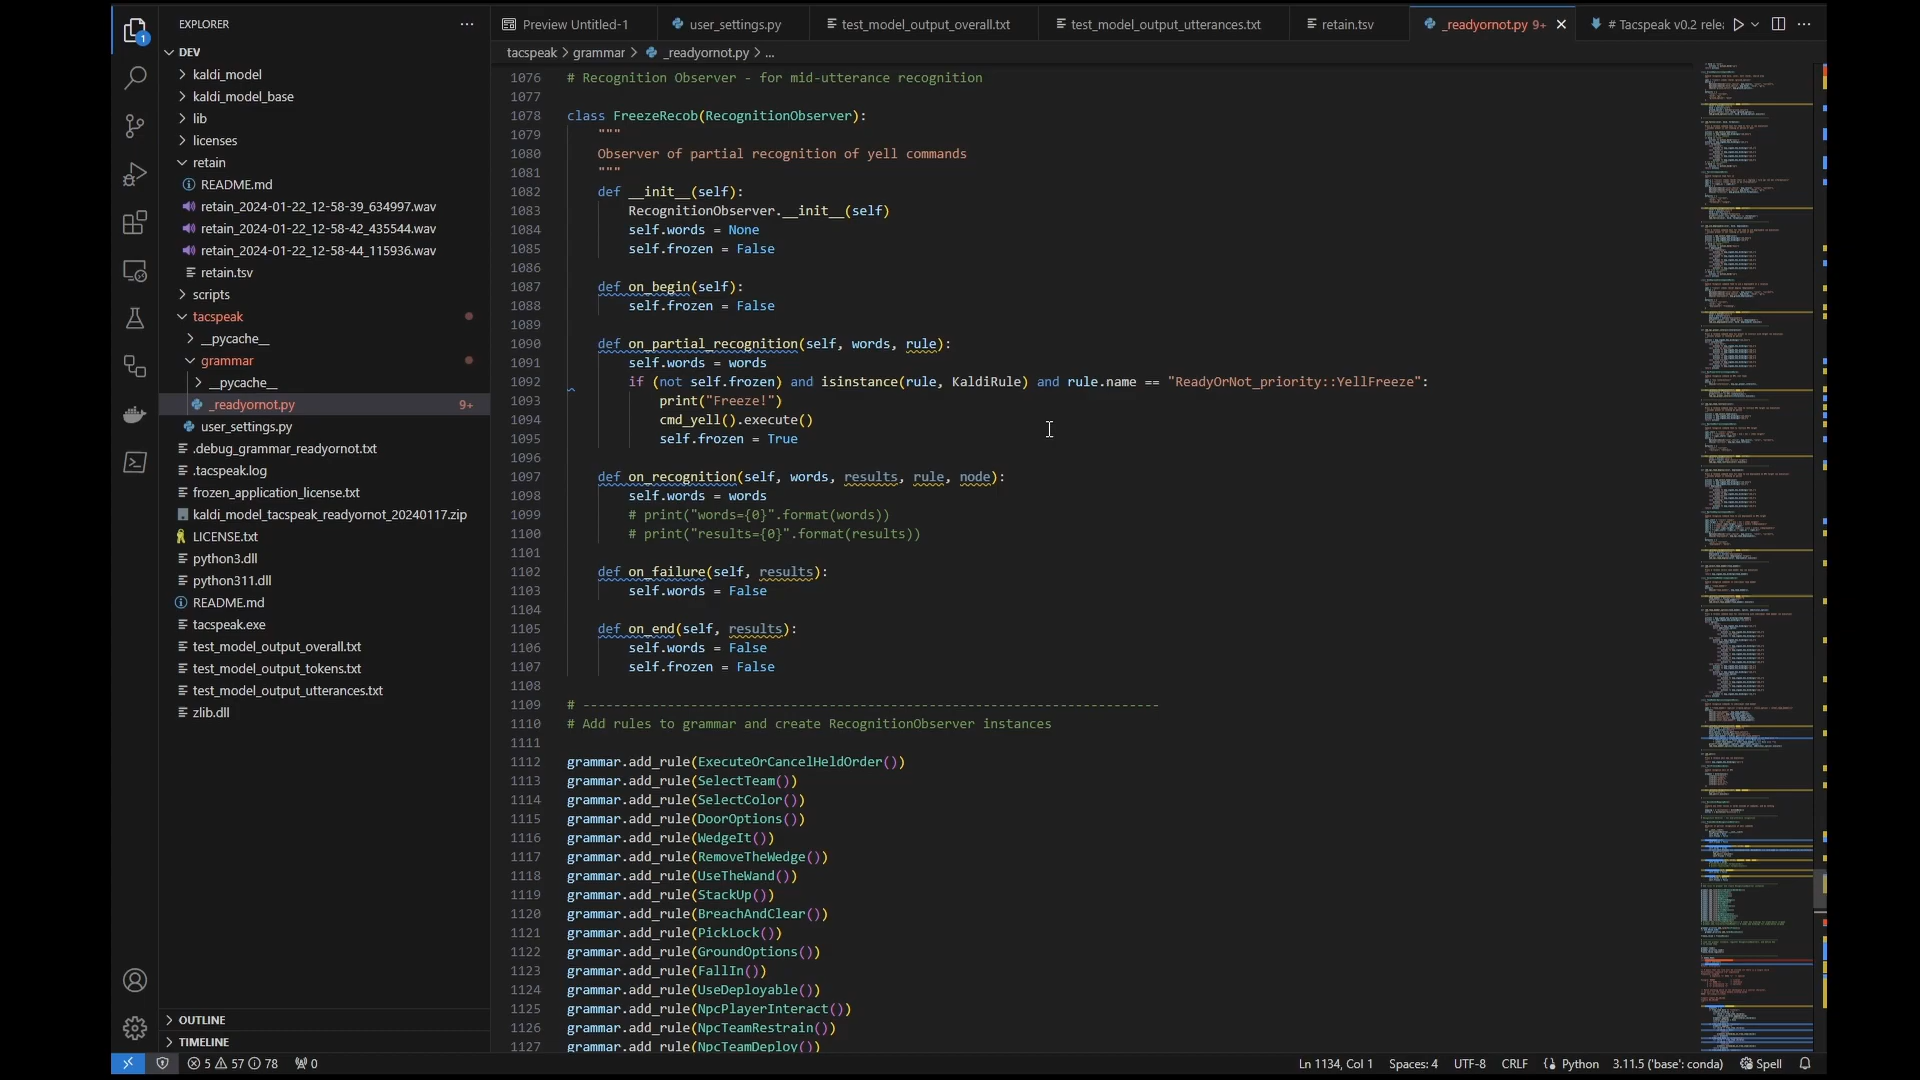 EXPLORER
Preview Untitled-1
user_settings.py
test_model_output_overall.txt
test_model_output_utterances.txt
retain.tsv
_readyornot.py 9+
# Tacspeak v0.2 rele
1
DEV
tacspeak > grammar > _readyornot.py > ...
kaldi_model
kaldi_model_base
lib
licenses
retain
README.md
retain_2024-01-22_12-58-39_634997.wav
retain_2024-01-22_12-58-42_435544.wav
retain_2024-01-22_12-58-44_115936.wav
retain.tsv
scripts
tacspeak
__pycache__
grammar
__pycache__
_readyornot.py 9+
user_settings.py
.debug_grammar_readyornot.txt
.tacspeak.log
frozen_application_license.txt
kaldi_model_tacspeak_readyornot_20240117.zip
LICENSE.txt
python3.dll
python311.dll
README.md
tacspeak.exe
test_model_output_overall.txt
test_model_output_tokens.txt
test_model_output_utterances.txt
zlib.dll
OUTLINE
TIMELINE
1076 # Recognition Observer - for mid-utterance recognition
1077
1078 class FreezeRecob(RecognitionObserver):
1079 """
1080 Observer of partial recognition of yell commands
1081 """
1082 def __init__(self):
1083 RecognitionObserver.__init__(self)
1084 self.words = None
1085 self.frozen = False
1086
1087 def on_begin(self):
1088 self.frozen = False
1089
1090 def on_partial_recognition(self, words, rule):
1091 self.words = words
1092 if (not self.frozen) and isinstance(rule, KaldiRule) and rule.name == "ReadyOrNot_priority::YellFreeze":
1093 print("Freeze!")
1094 cmd_yell().execute()
1095 self.frozen = True
1096
1097 def on_recognition(self, words, results, rule, node):
1098 self.words = words
1099 # print("words={0}".format(words))
1100 # print("results={0}".format(results))
1101
1102 def on_failure(self, results):
1103 self.words = False
1104
1105 def on_end(self, results):
1106 self.words = False
1107 self.frozen = False
1108
1109 # ---------------------------------------------------------------------------
1110 # Add rules to grammar and create RecognitionObserver instances
1111
1112 grammar.add_rule(ExecuteOrCancelHeldOrder())
1113 grammar.add_rule(SelectTeam())
1114 grammar.add_rule(SelectColor())
1115 grammar.add_rule(DoorOptions())
1116 grammar.add_rule(WedgeIt())
1117 grammar.add_rule(RemoveTheWedge())
1118 grammar.add_rule(UseTheWand())
1119 grammar.add_rule(StackUp())
1120 grammar.add_rule(BreachAndClear())
1121 grammar.add_rule(PickLock())
1122 grammar.add_rule(GroundOptions())
1123 grammar.add_rule(FallIn())
1124 grammar.add_rule(UseDeployable())
1125 grammar.add_rule(NpcPlayerInteract())
1126 grammar.add_rule(NpcTeamRestrain())
1127 grammar.add_rule(NpcTeamDeploy())
5 57 78 0 Ln 1134, Col 1 Spaces: 4 UTF-8 CRLF Python 3.11.5 ('base': conda) Spell